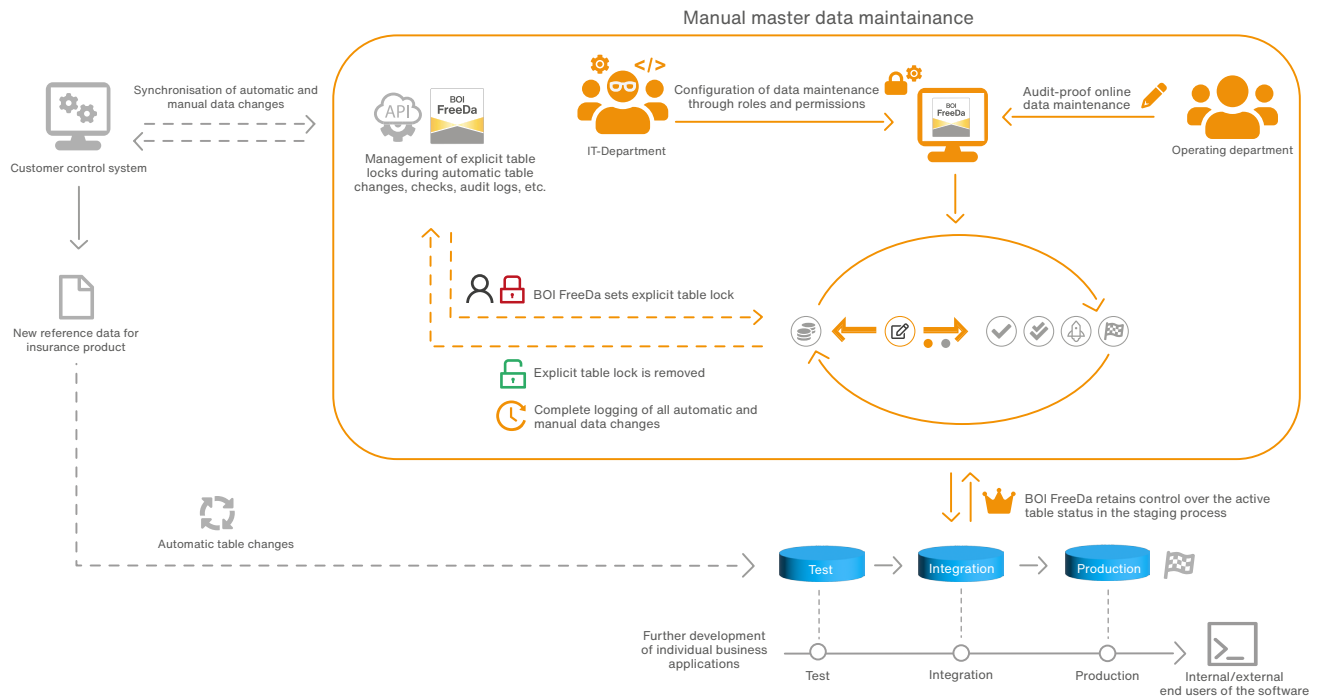 Manual master data maintainance
Synchronisation of automatic and
manual data changes
Customer control system
API
BOI
FreeDa
Management of explicit table
locks during automatic table
changes, checks, audit logs, etc.
</>
IT-Department
Configuration of data maintenance
through roles and permissions
BOI
FreeDa
Audit-proof online
data maintenance
Operating department
New reference data for
insurance product
BOI FreeDa sets explicit table lock
Explicit table lock is removed
Complete logging of all automatic and
manual data changes
BOI FreeDa retains control over the active
table status in the staging process
Automatic table changes
Test
Integration
Production
Further development
of individual business
applications
Test
Integration
Production
Internal/external
end users of the software